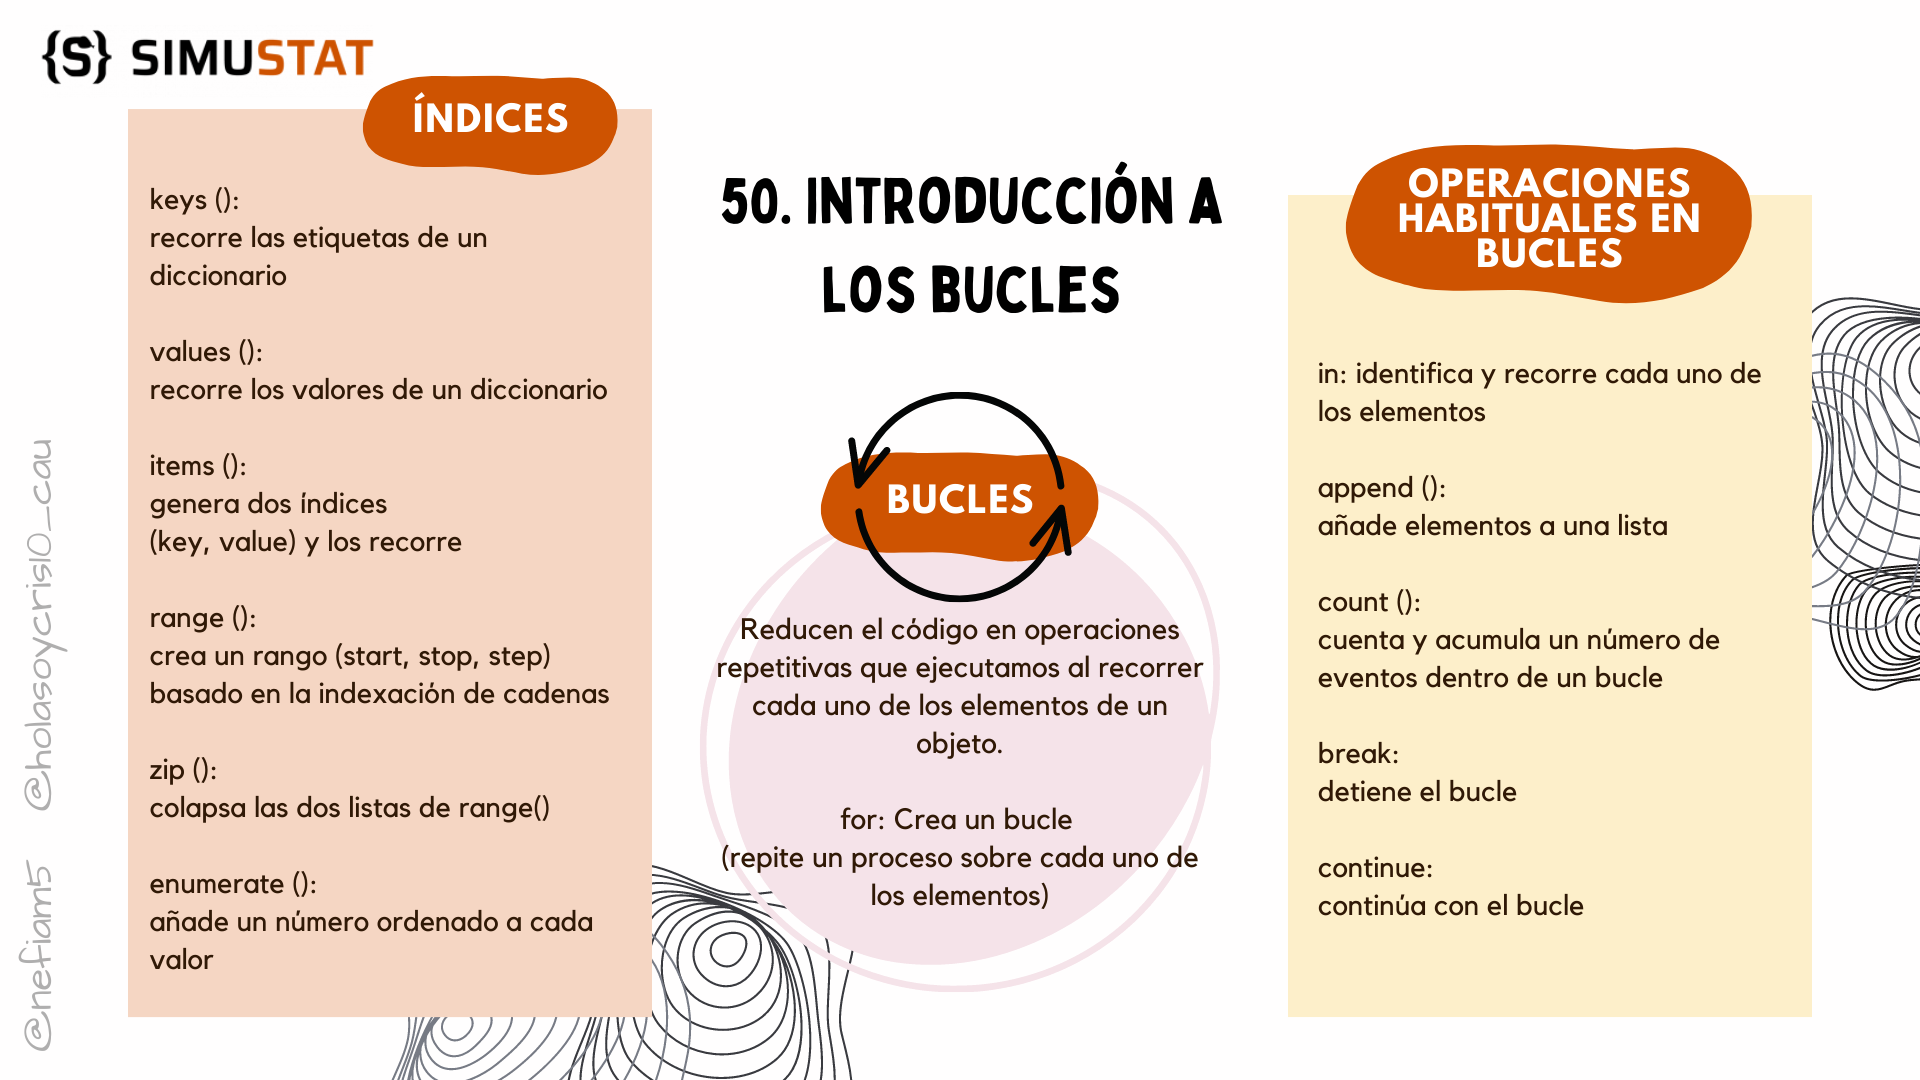 {S} SIMUSTAT
ÍNDICES
keys ():
recorre las etiquetas de un
diccionario
values ():
recorre los valores de un diccionario
items ():
genera dos índices
(key, value) y los recorre
range ():
crea un rango (start, stop, step)
basado en la indexación de cadenas
zip ():
colapsa las dos listas de range()
enumerate ():
añade un número ordenado a cada
valor
50. INTRODUCCIÓN A
LOS BUCLES
BUCLES
Reducen el código en operaciones
repetitivas que ejecutamos al recorrer
cada uno de los elementos de un
objeto.
for: Crea un bucle
(repite un proceso sobre cada uno de
los elementos)
OPERACIONES
HABITUALES EN
BUCLES
in: identifica y recorre cada uno de
los elementos
append ():
añade elementos a una lista
count ():
cuenta y acumula un número de
eventos dentro de un bucle
break:
detiene el bucle
continue:
continúa con el bucle
@nefiam5 @holasoycris10_cau